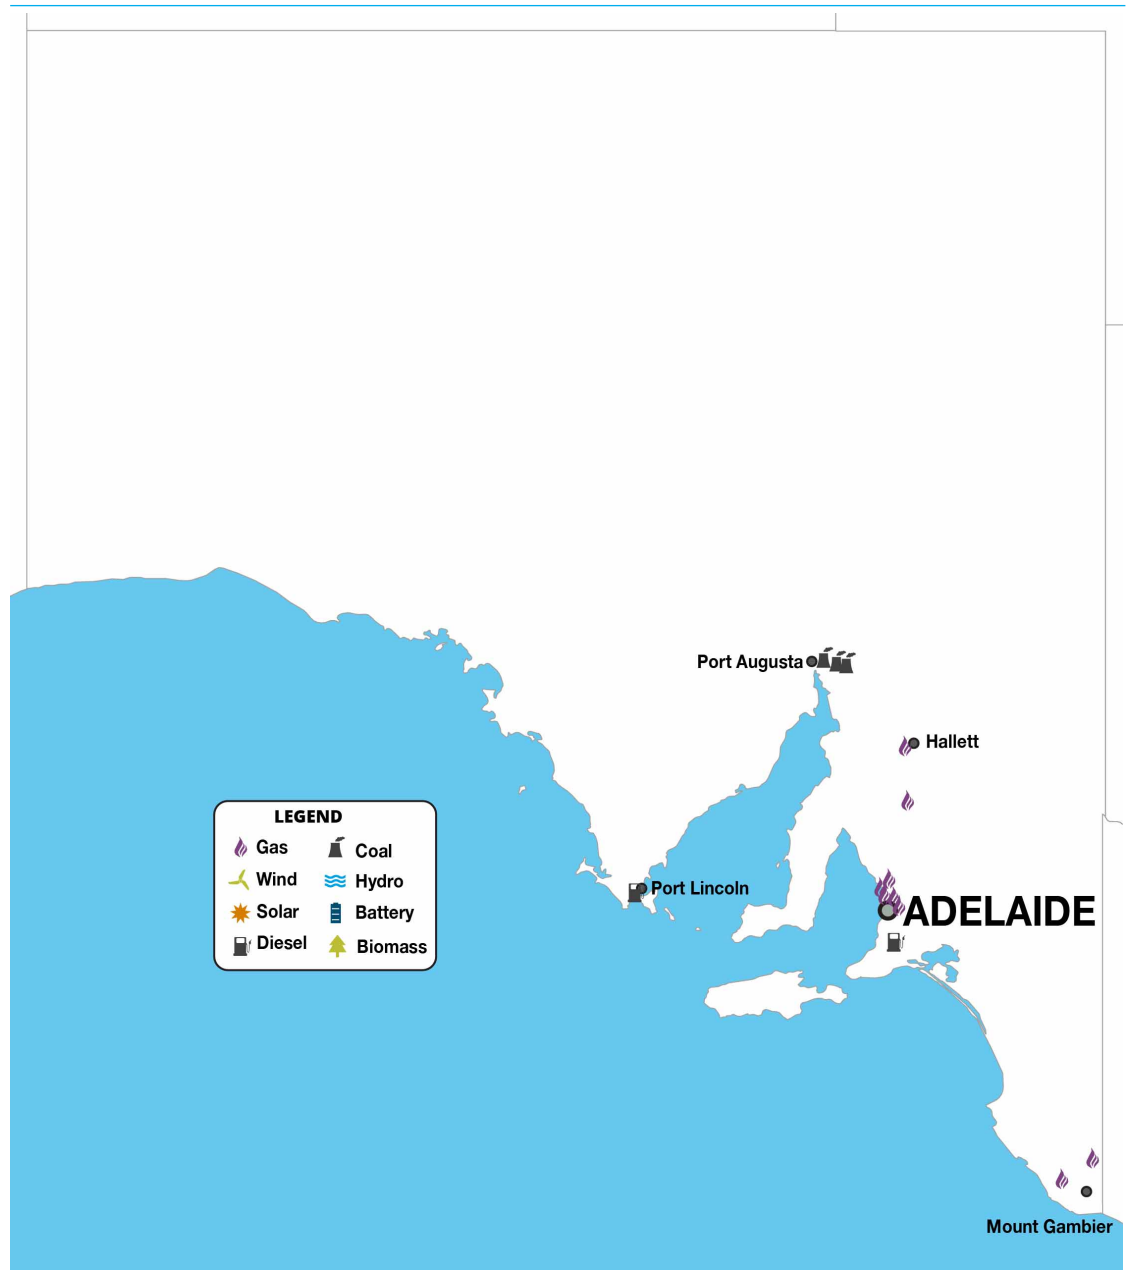 Port Augusta
Hallett
LEGEND
Gas
Coal
Wind
Hydro
Solar
Battery
Diesel
Biomass
Port Lincoln
ADELAIDE
Mount Gambier